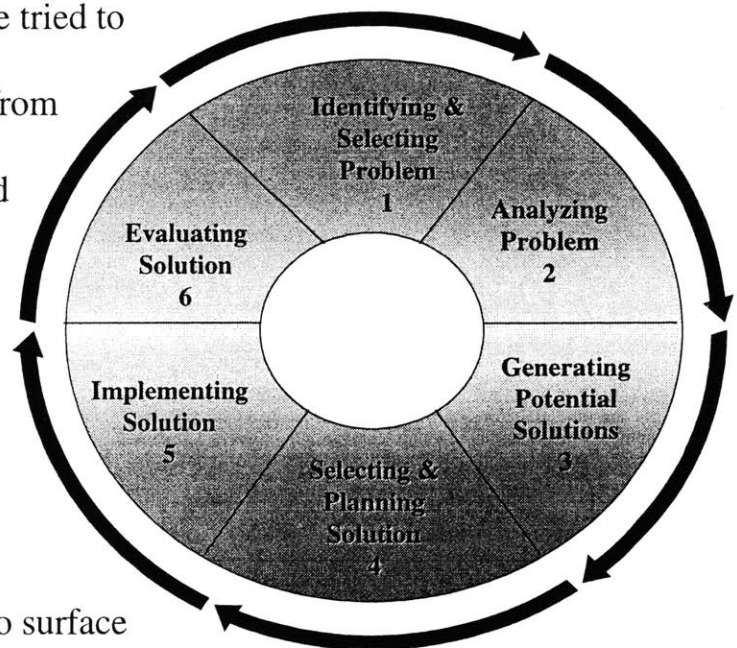 e tried to
rom
d
o surface
Identifying &
Selecting
Problem
1
Analyzing
Problem
2
Generating
Potential
Solutions
3
Selecting &
Planning
Solution
4
Implementing
Solution
5
Evaluating
Solution
6